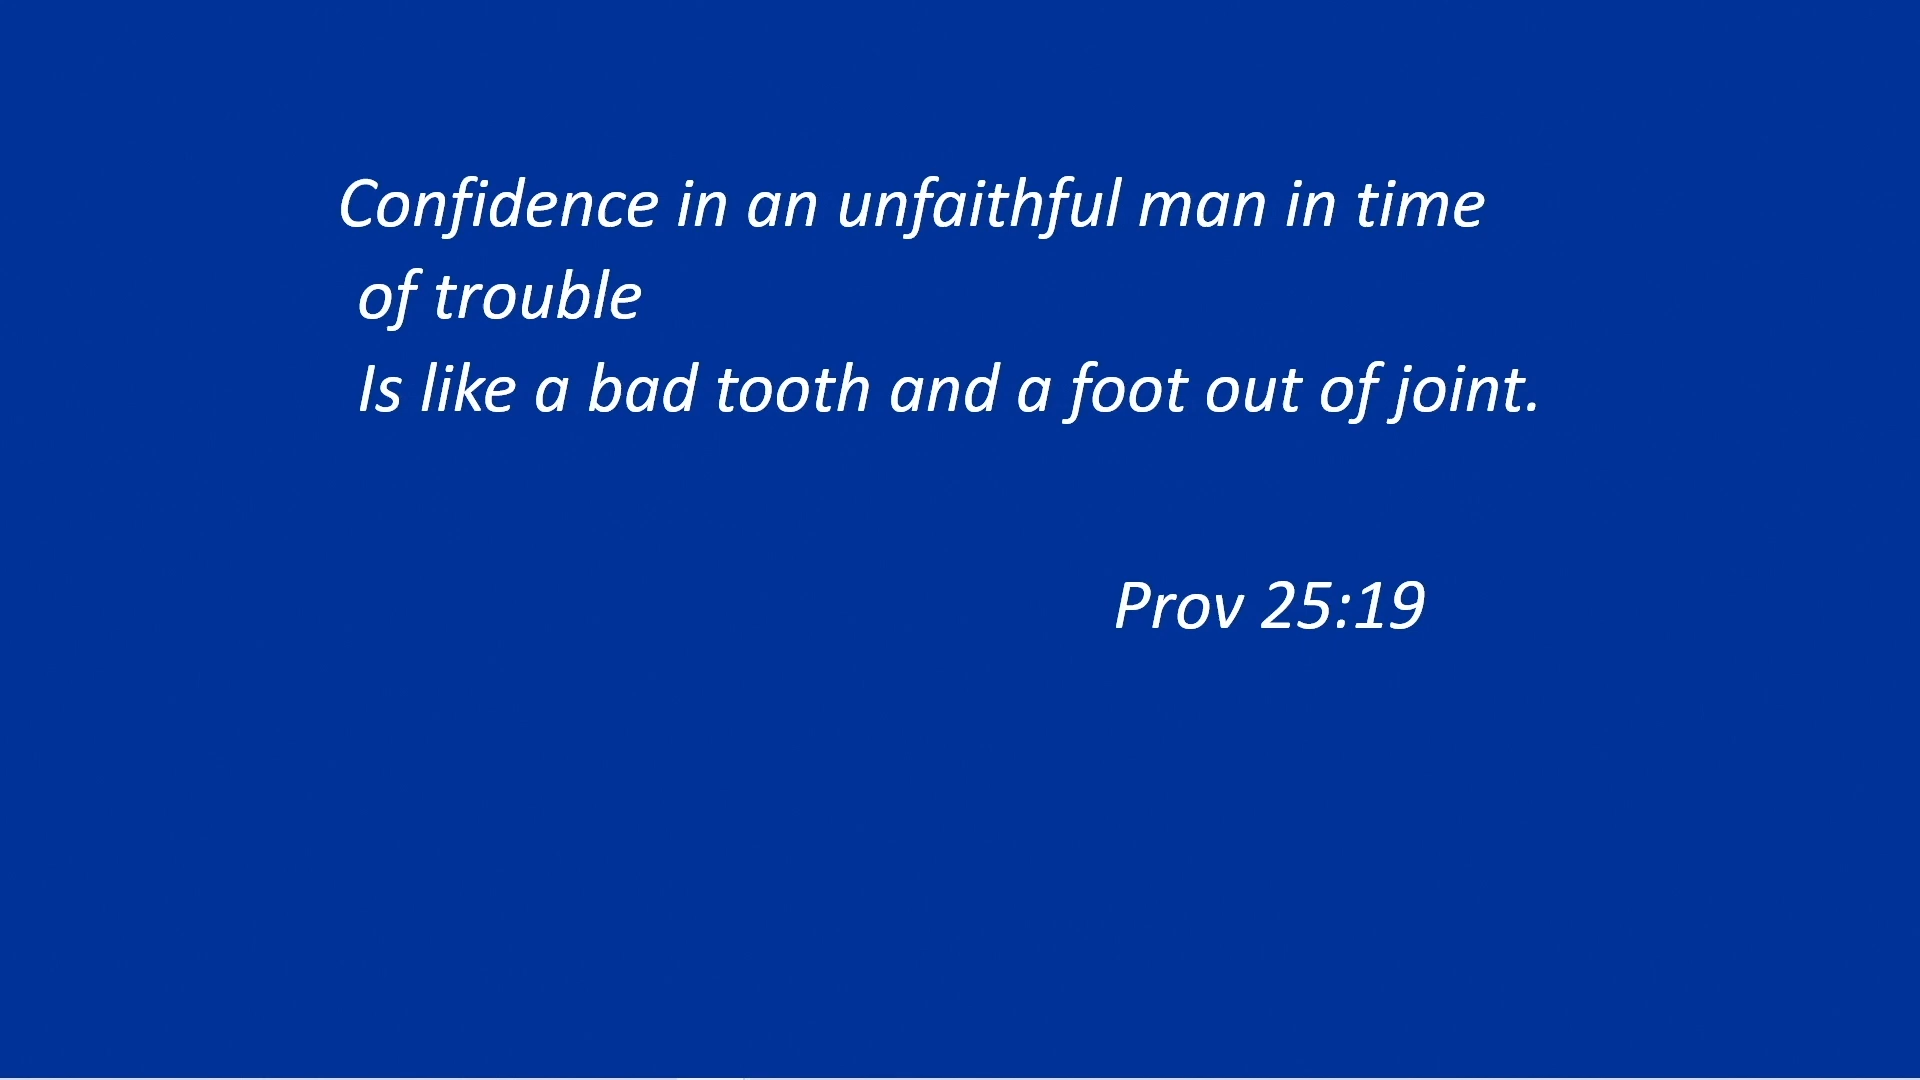 Confidence in an unfaithful man in time
of trouble
Is like a bad tooth and a foot out of joint.
Prov 25:19